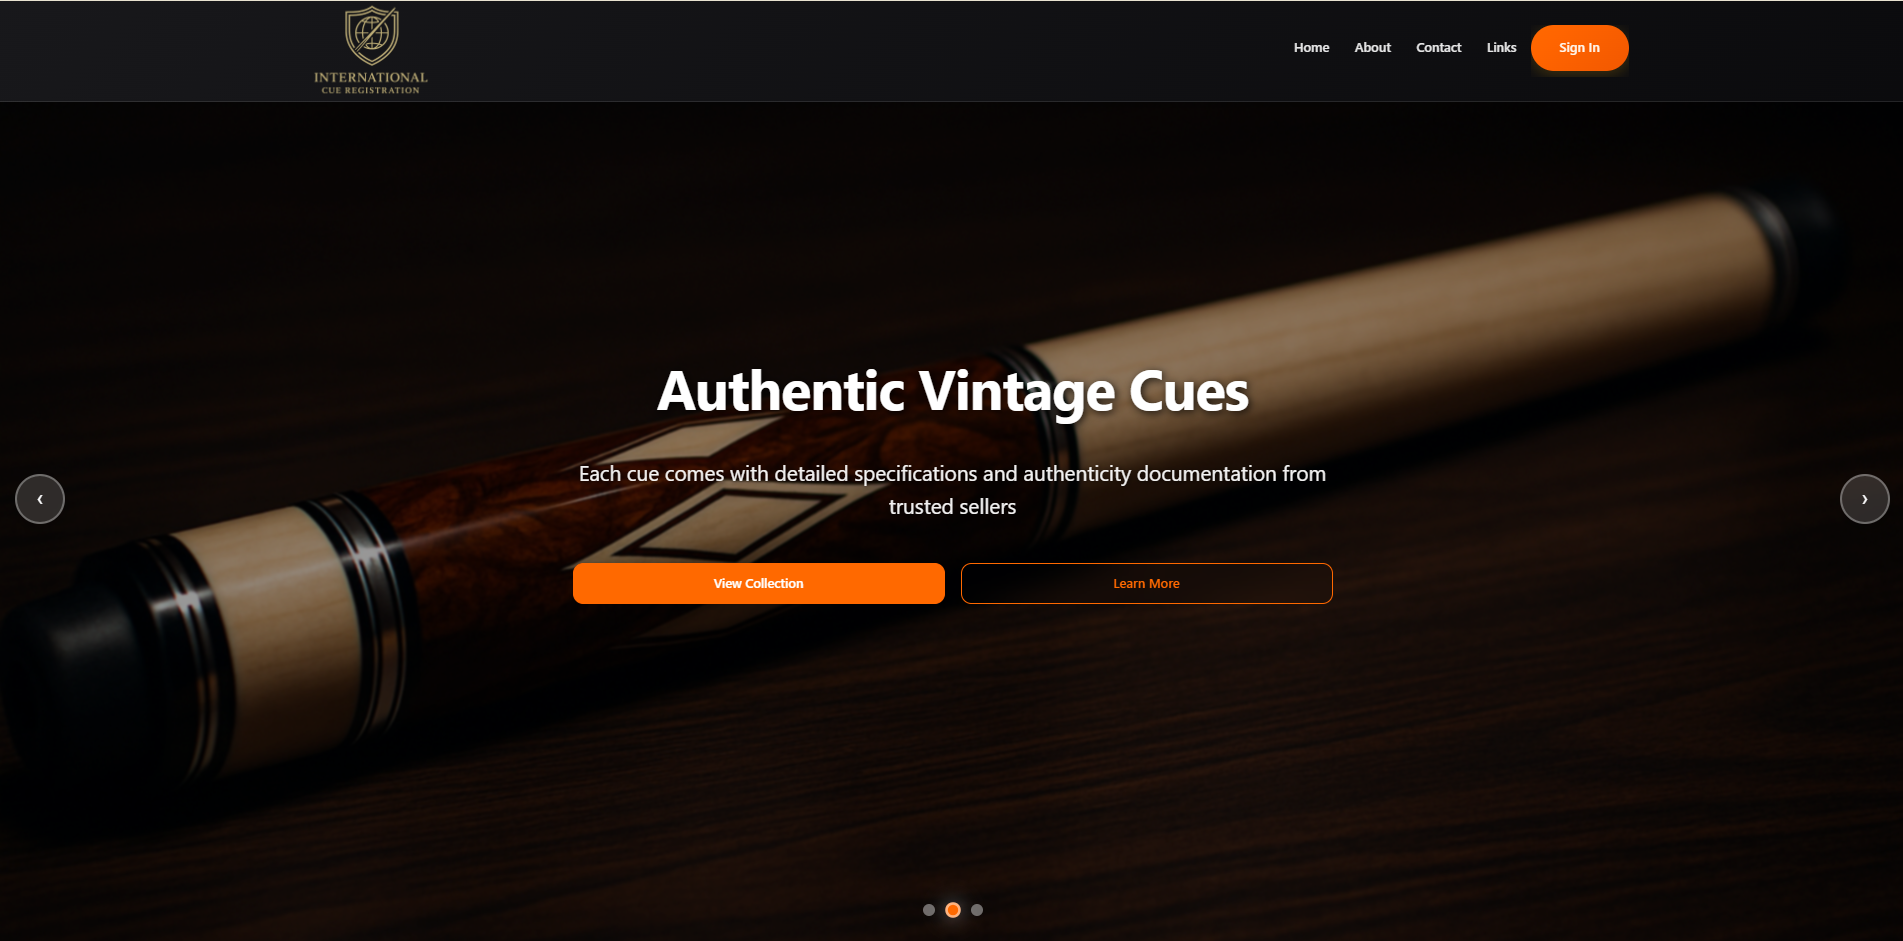 INTERNATIONAL
CUE REGISTRATION
Home About Contact Links Sign In
Authentic Vintage Cues
Each cue comes with detailed specifications and authenticity documentation from
trusted sellers
‹ ›
View Collection Learn More